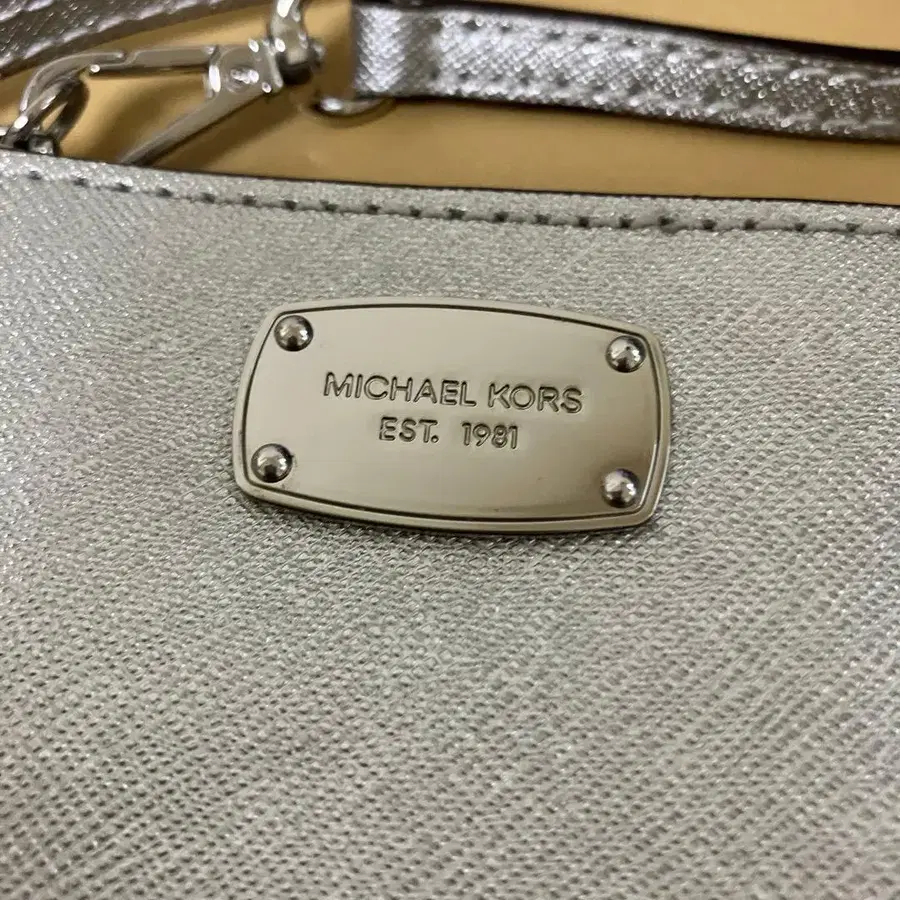 MICHAEL KORS
EST. 1981